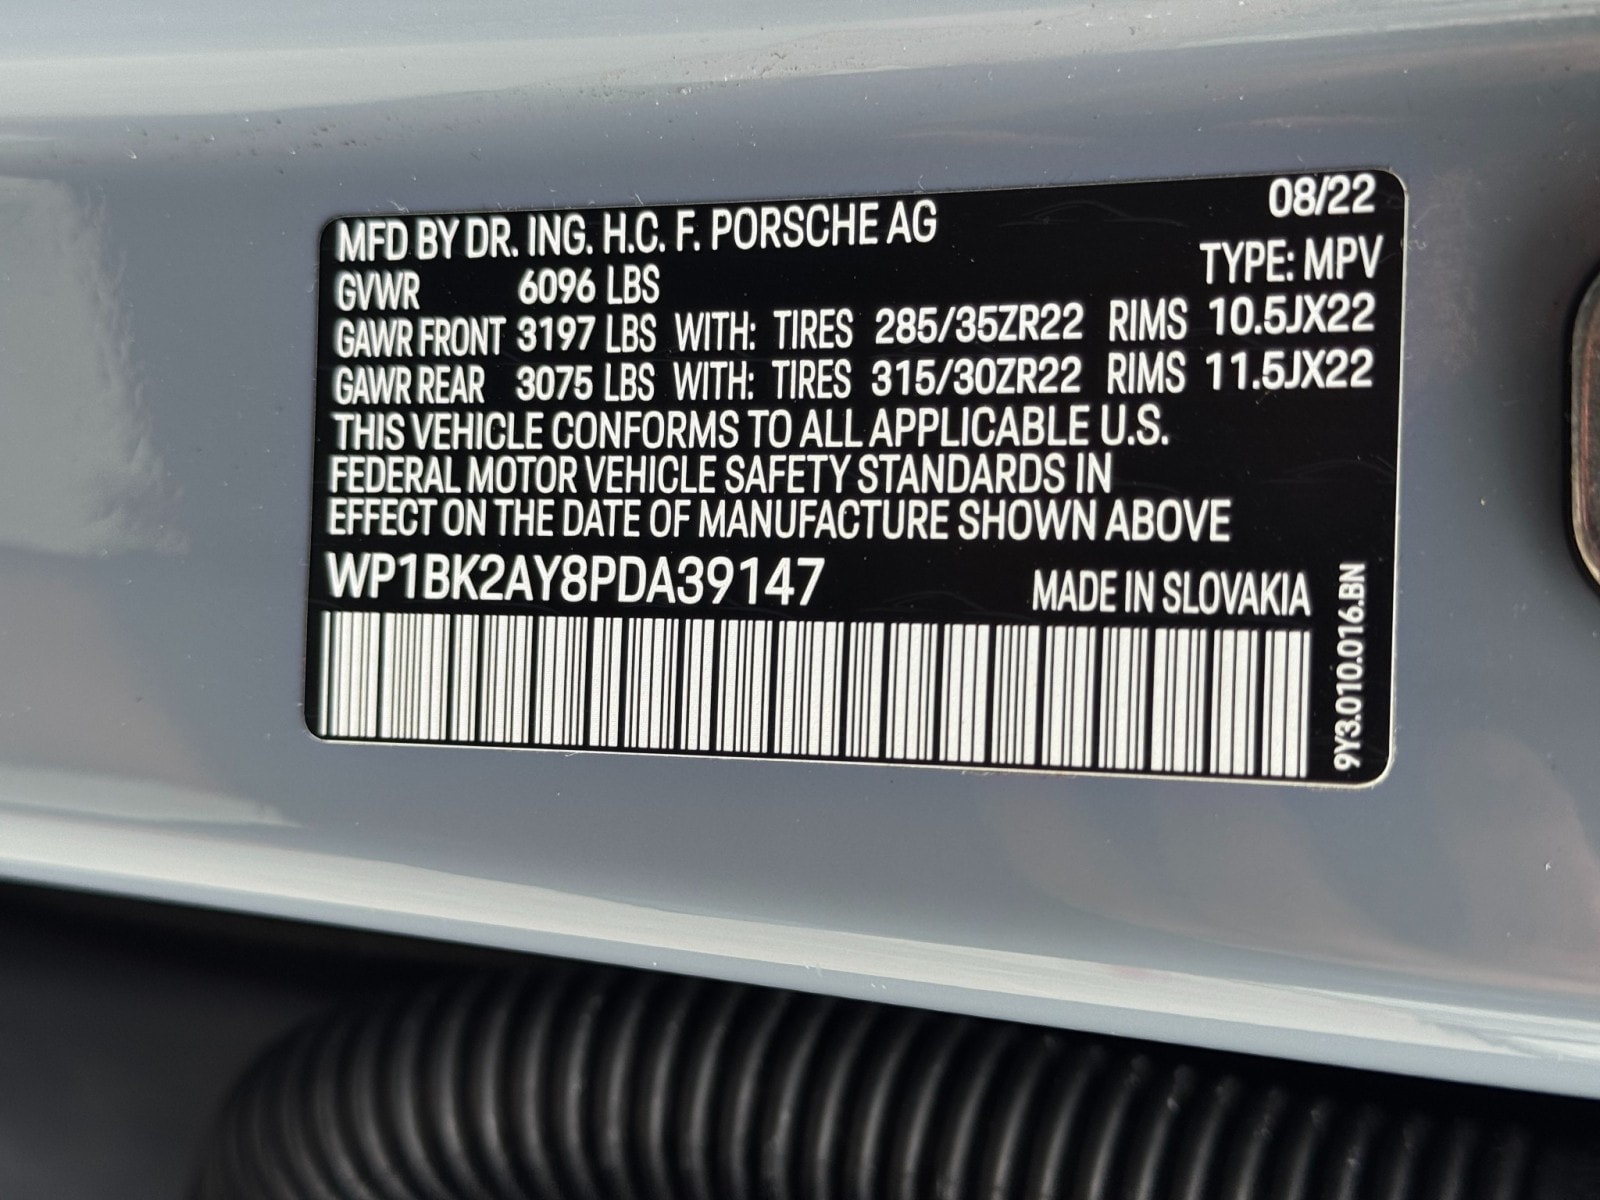 MFD BY DR. ING. H.C. F. PORSCHE AG 08/22
GVWR 6096 LBS TYPE: MPV
GAWR FRONT 3197 LBS WITH: TIRES 285/35ZR22 RIMS 10.5JX22
GAWR REAR 3075 LBS WITH: TIRES 315/30ZR22 RIMS 11.5JX22
THIS VEHICLE CONFORMS TO ALL APPLICABLE U.S.
FEDERAL MOTOR VEHICLE SAFETY STANDARDS IN
EFFECT ON THE DATE OF MANUFACTURE SHOWN ABOVE
WP1BK2AY8PDA39147 MADE IN SLOVAKIA
9Y3.010.016.BN